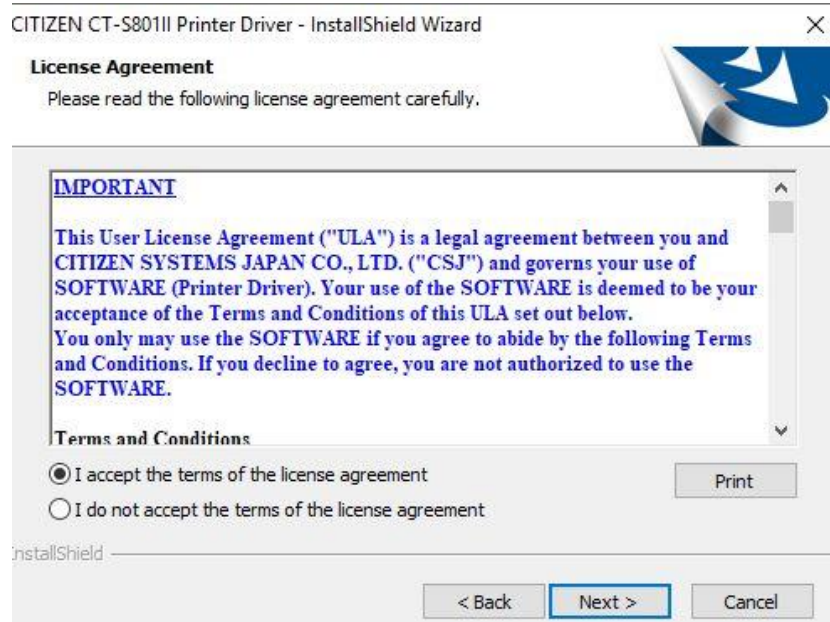 CITIZEN CT-S801II Printer Driver - InstallShield Wizard
License Agreement
Please read the following license agreement carefully.
IMPORTANT
This User License Agreement ("ULA") is a legal agreement between you and
CITIZEN SYSTEMS JAPAN CO., LTD. ("CSJ") and governs your use of
SOFTWARE (Printer Driver). Your use of the SOFTWARE is deemed to be your
acceptance of the Terms and Conditions of this ULA set out below.
You only may use the SOFTWARE if you agree to abide by the following Terms
and Conditions. If you decline to agree, you are not authorized to use the
SOFTWARE.
Terms and Conditions
I accept the terms of the license agreement
Print
I do not accept the terms of the license agreement
InstallShield
< Back
Next >
Cancel